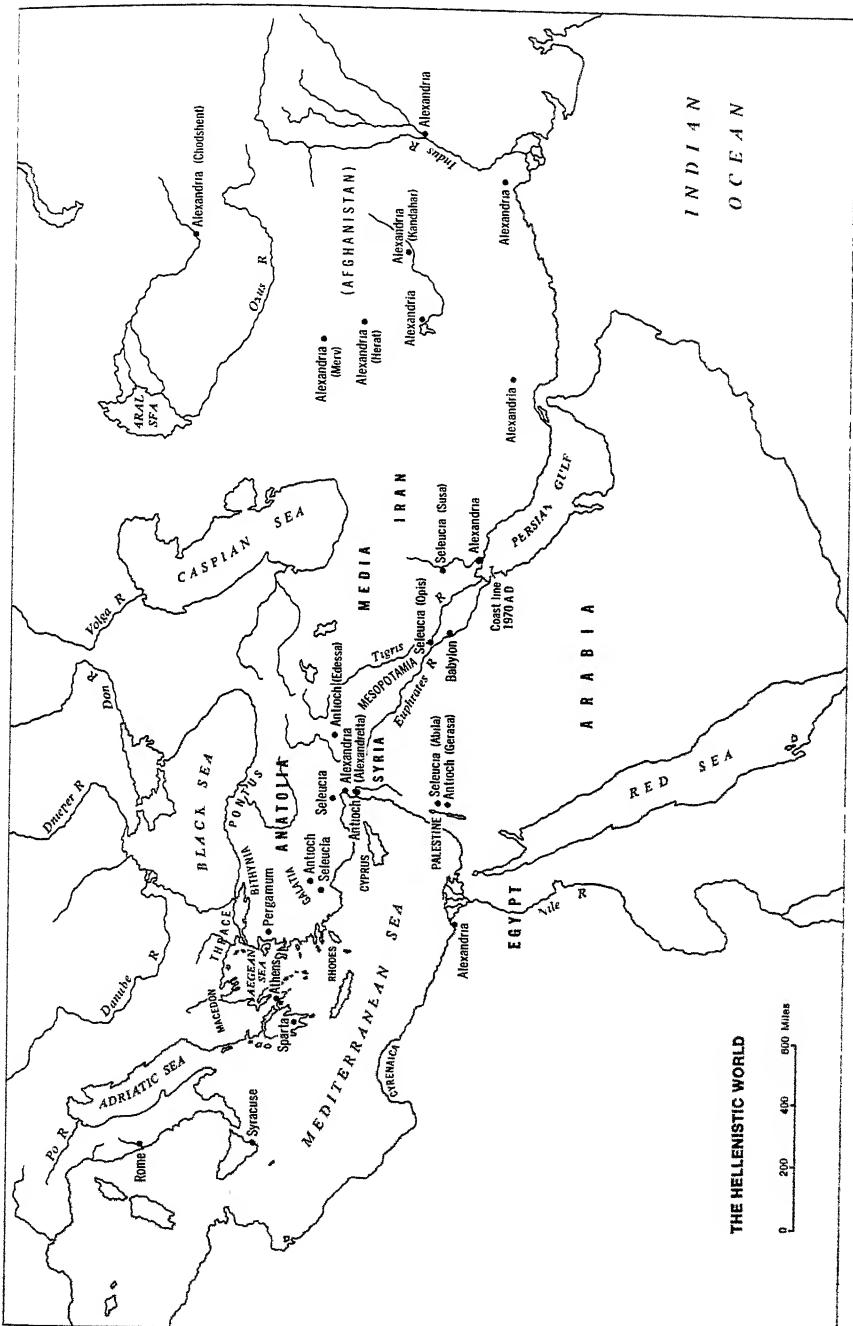 THE HELLENISTIC WORLD
0 200 400 600 Miles
Po R
ADRIATIC SEA
Rome
Syracuse
Danube R
Dnieper R
Don R
Volga R
MACEDON
THRACE
AEGEAN
SEA
Athens
Sparta
Pergamum
BITHYNIA
BLACK SEA
PONTUS
ANATOLIA
GALATIA
Antioch
Seleucia
RHODES
CYPRUS
MEDITERRANEAN SEA
CYRENAICA
Alexandria
EGYPT
Nile R
RED SEA
PALESTINE
Seleucia (Abila)
Antioch (Gerasa)
Seleucia
Alexandria
(Alexandretta)
Antioch
SYRIA
Antioch (Edessa)
Tigris R
MESOPOTAMIA
Euphrates R
Seleucia (Opis)
Babylon
Seleucia (Susa)
Alexandria
Coast line
1970 A D
ARABIA
PERSIAN GULF
MEDIA
IRAN
CASPIAN SEA
ARAL
SEA
Oxus R
Alexandria (Chodshent)
Alexandria
(Merv)
Alexandria
(Herat)
(AFGHANISTAN)
Alexandria
(Kandahar)
Alexandria
Alexandria
Alexandria
Alexandria
Indus R
INDIAN
OCEAN